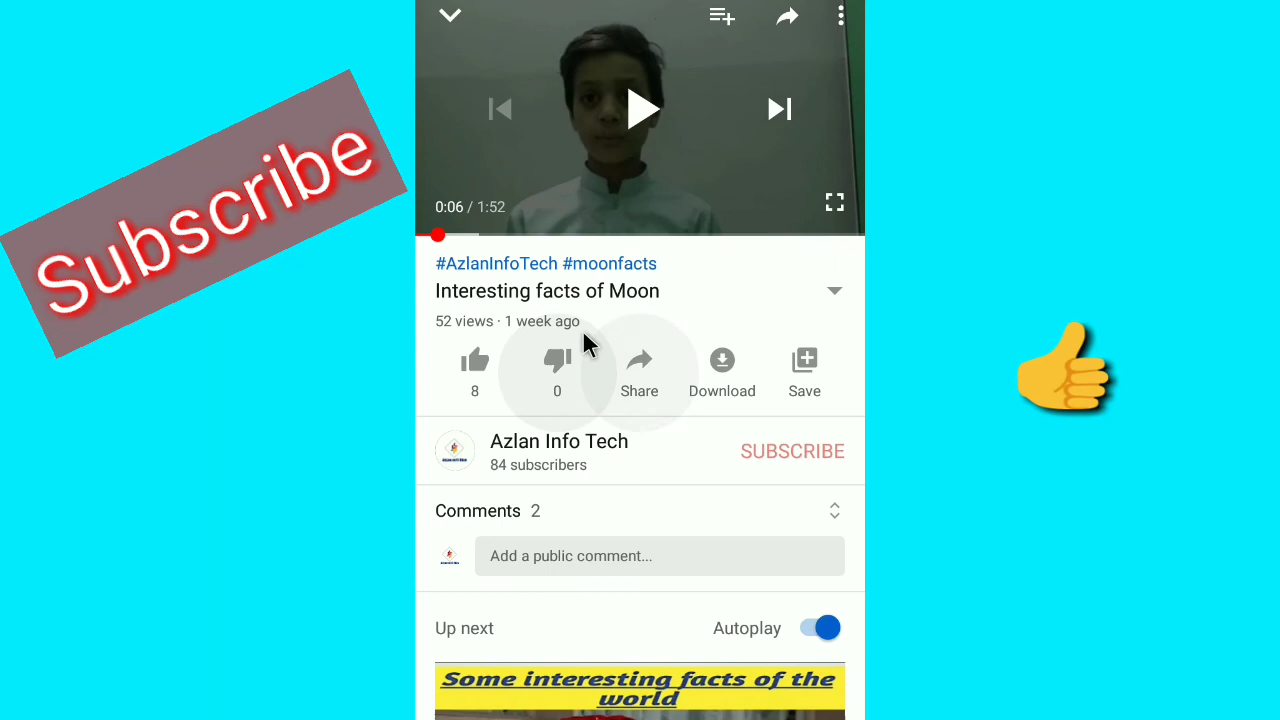 Subscribe
0:06 / 1:52
#AzlanInfoTech #moonfacts
Interesting facts of Moon
52 views · 1 week ago
8
0
Share
Download
Save
Azlan Info Tech
84 subscribers
SUBSCRIBE
Comments 2
Add a public comment...
Up next
Autoplay
Some interesting facts of the
world